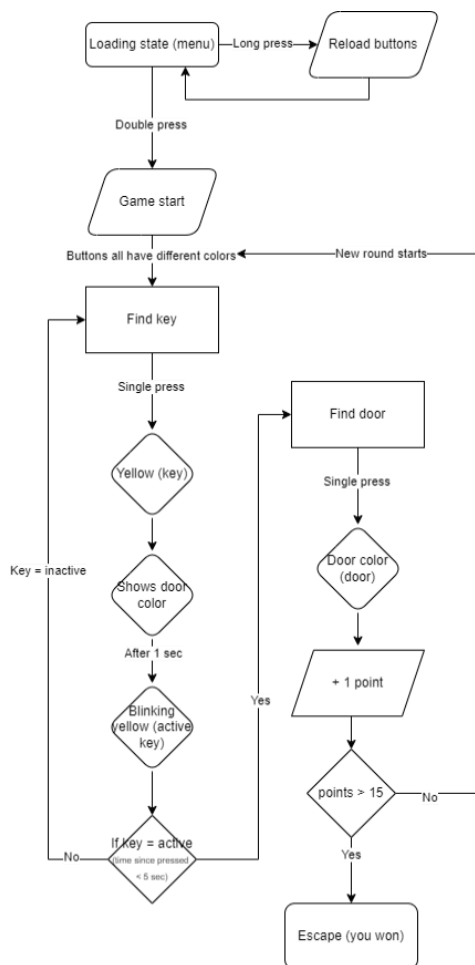 Loading state (menu)
Long press
Reload buttons
Double press
Game start
Buttons all have different colors
New round starts
Find key
Single press
Yellow (key)
Shows door
color
After 1 sec
Blinking
yellow (active
key)
If key = active
(time since pressed
< 5 sec)
No
Key = inactive
Yes
Find door
Single press
Door color
(door)
+ 1 point
points > 15
No
Yes
Escape (you won)